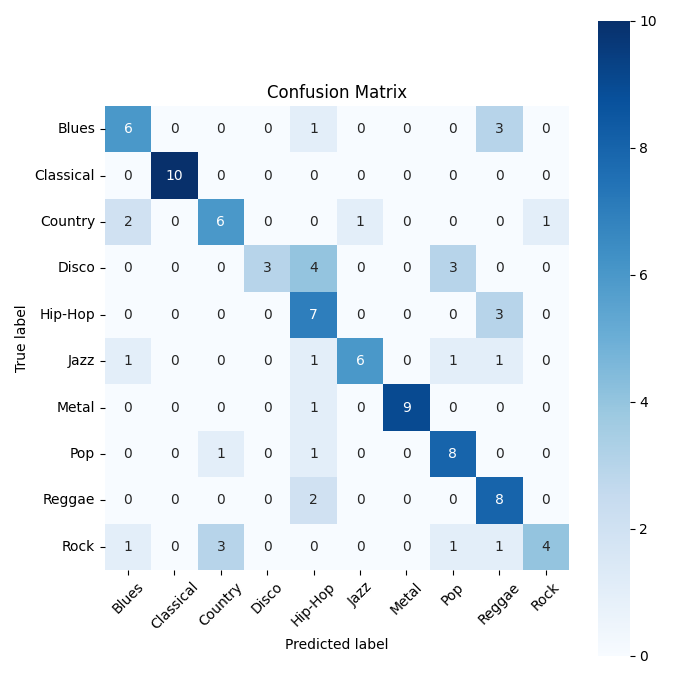 Confusion Matrix
Blues 6 0 0 0 1 0 0 0 3 0
Classical 0 10 0 0 0 0 0 0 0 0
Country 2 0 6 0 0 1 0 0 0 1
Disco 0 0 0 3 4 0 0 3 0 0
Hip-Hop 0 0 0 0 7 0 0 0 3 0
Jazz 1 0 0 0 1 6 0 1 1 0
Metal 0 0 0 0 1 0 9 0 0 0
Pop 0 0 1 0 1 0 0 8 0 0
Reggae 0 0 0 0 2 0 0 0 8 0
Rock 1 0 3 0 0 0 0 1 1 4
Blues Classical Country Disco Hip-Hop Jazz Metal Pop Reggae Rock
Predicted label
True label
10
8
6
4
2
0